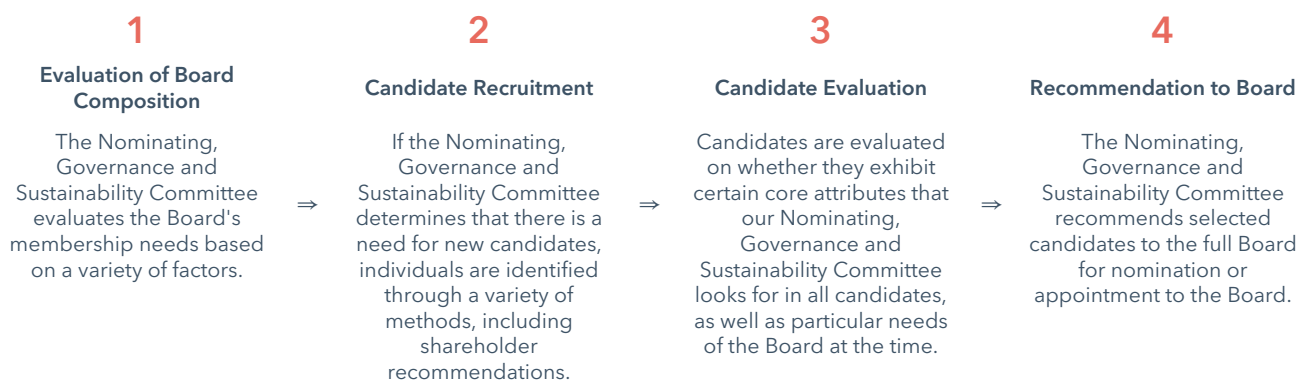 1
Evaluation of Board
Composition
The Nominating,
Governance and
Sustainability Committee
evaluates the Board's
membership needs based
on a variety of factors.
⇒
2
Candidate Recruitment
If the Nominating,
Governance and
Sustainability Committee
determines that there is a
need for new candidates,
individuals are identified
through a variety of
methods, including
shareholder
recommendations.
⇒
3
Candidate Evaluation
Candidates are evaluated
on whether they exhibit
certain core attributes that
our Nominating,
Governance and
Sustainability Committee
looks for in all candidates,
as well as particular needs
of the Board at the time.
⇒
4
Recommendation to Board
The Nominating,
Governance and
Sustainability Committee
recommends selected
candidates to the full Board
for nomination or
appointment to the Board.